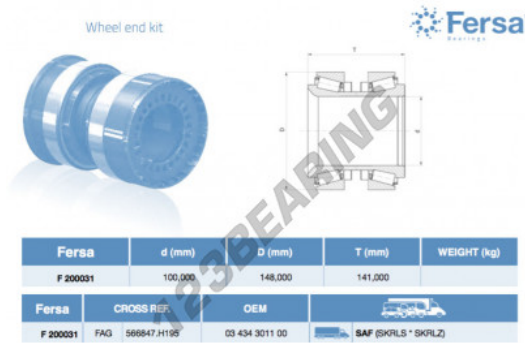 Wheel end kit
Fersa
Bearings
T
D
d
123BEARING
Fersa d (mm) D (mm) T (mm) WEIGHT (kg)
F 200031 100,000 148,000 141,000
Fersa CROSS REF. OEM
F 200031 FAG 566847.H195 03 434 3011 00 SAF (SKRLS * SKRLZ)